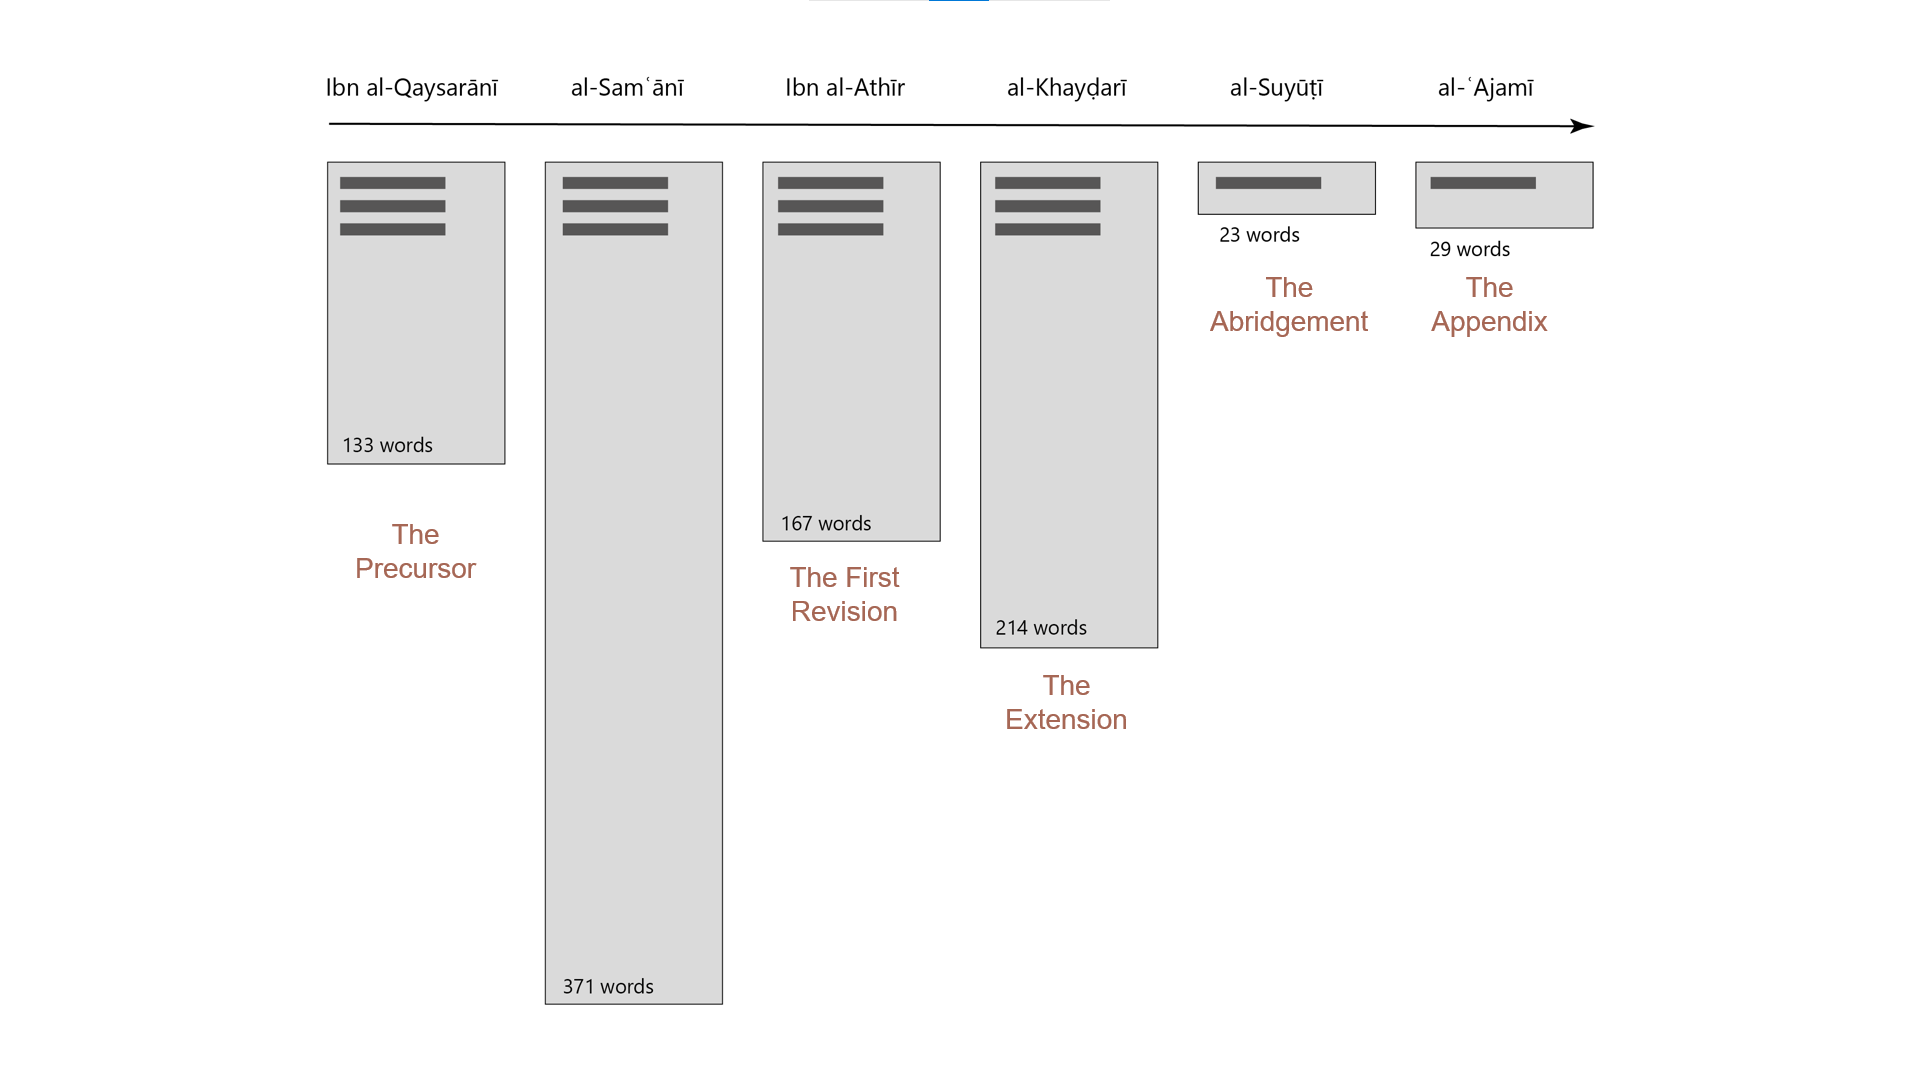 Ibn al-Qaysarānī
al-Samʿānī
Ibn al-Athīr
al-Khayḍarī
al-Suyūṭī
al-ʿAjamī
133 words
The
Precursor
371 words
167 words
The First
Revision
214 words
The
Extension
23 words
The
Abridgement
29 words
The
Appendix